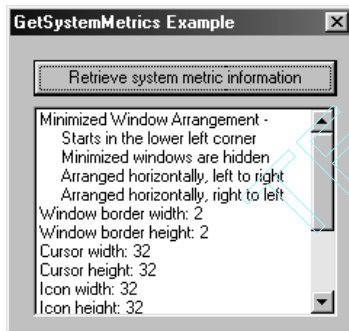 GetSystemMetrics Example
Retrieve system metric information
Minimized Window Arrangement -
Starts in the lower left corner
Minimized windows are hidden
Arranged horizontally, left to right
Arranged horizontally, right to left
Window border width: 2
Window border height: 2
Cursor width: 32
Cursor height: 32
Icon width: 32
Icon height: 32